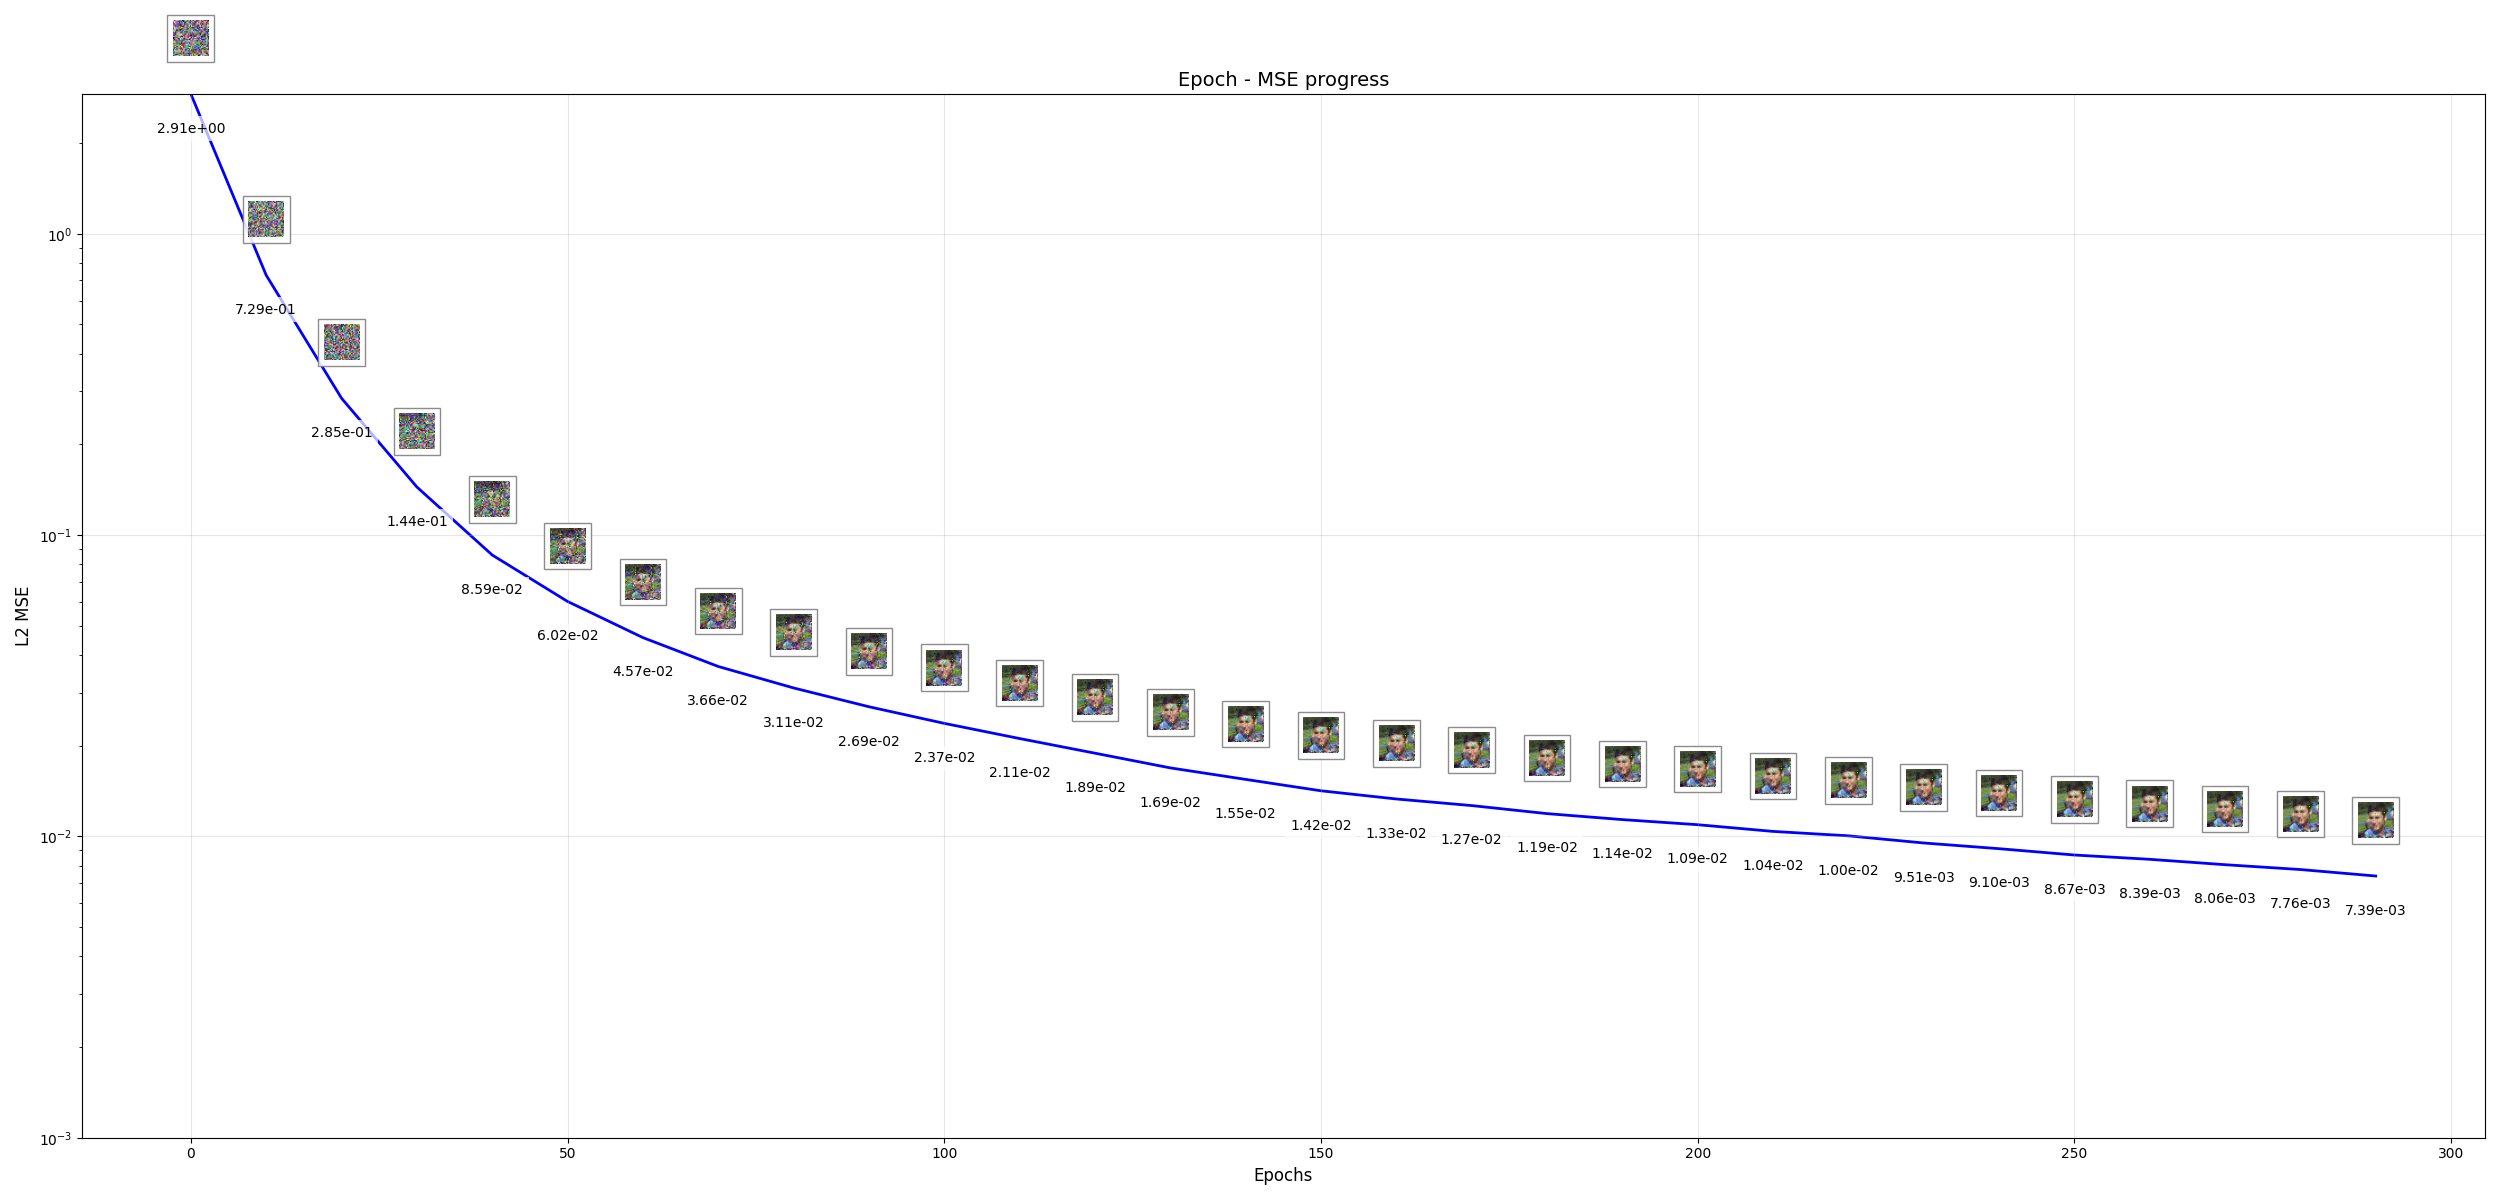 Epoch - MSE progress
2.91e+00
7.29e-01
2.85e-01
1.44e-01
8.59e-02
6.02e-02
4.57e-02
3.66e-02
3.11e-02
2.69e-02
2.37e-02
2.11e-02
1.89e-02
1.69e-02
1.55e-02
1.42e-02
1.33e-02
1.27e-02
1.19e-02
1.14e-02
1.09e-02
1.04e-02
1.00e-02
9.51e-03
9.10e-03
8.67e-03
8.39e-03
8.06e-03
7.76e-03
7.39e-03
10⁰
10⁻¹
10⁻²
10⁻³
L2 MSE
0 50 100 150 200 250 300
Epochs